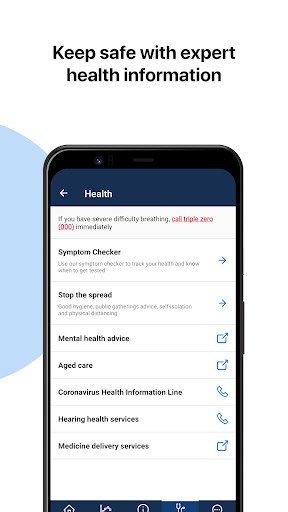 Keep safe with expert
health information
Health
If you have severe difficulty breathing, call triple zero
(000) immediately
Symptom Checker
Use our symptom checker to track your health and know
when to get tested
Stop the spread
Good hygiene, public gatherings advice, self-isolation
and physical distancing
Mental health advice
Aged care
Coronavirus Health Information Line
Hearing health services
Medicine delivery services